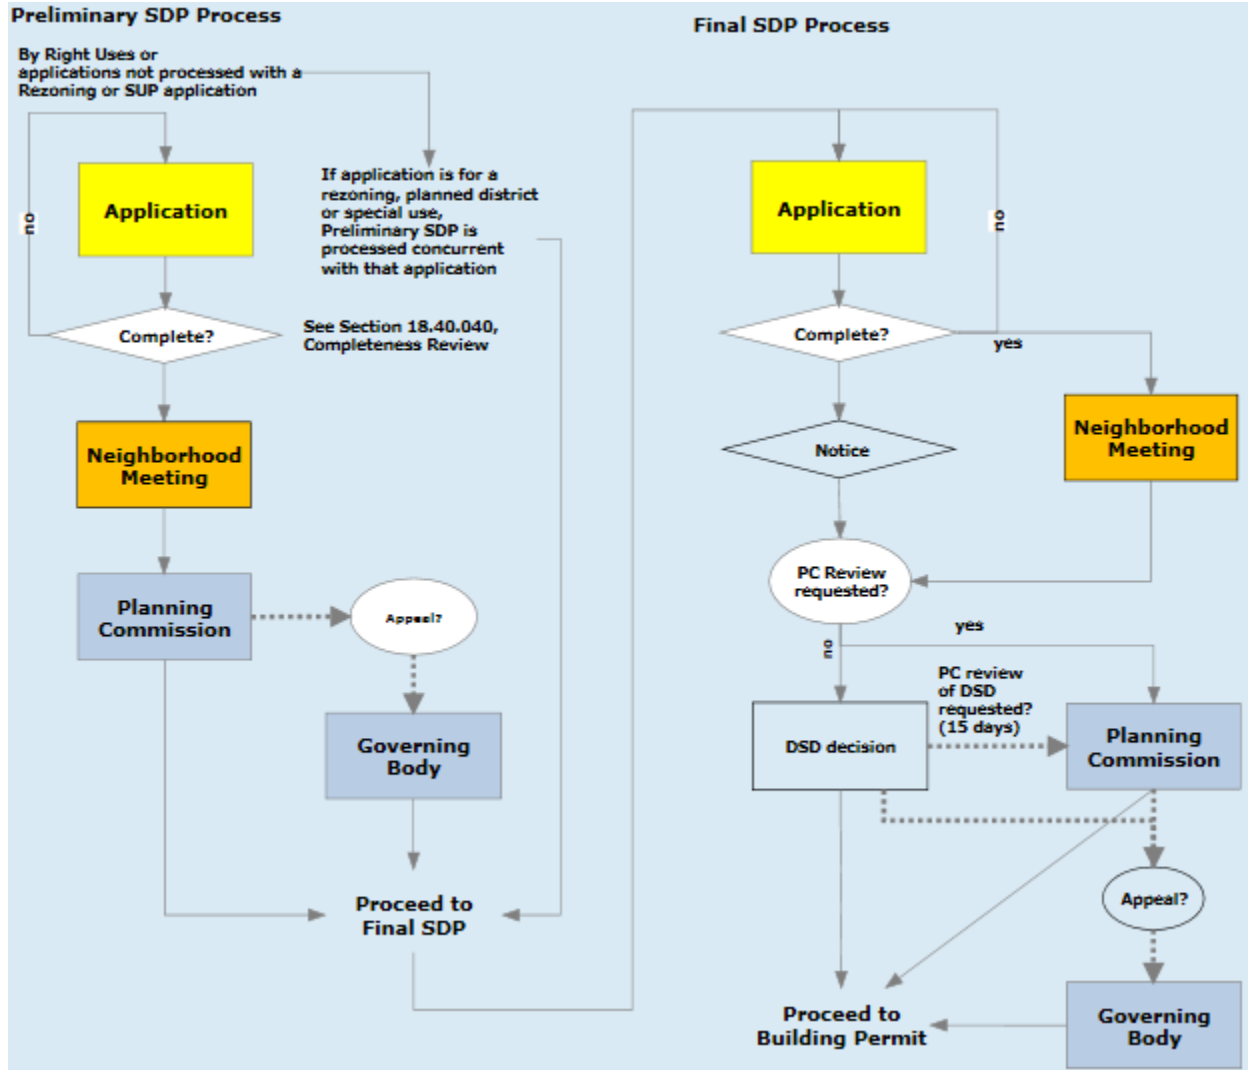 Preliminary SDP Process
By Right Uses or
applications not processed with a
Rezoning or SUP application
no
Application
If application is for a
rezoning, planned district
or special use,
Preliminary SDP is
processed concurrent
with that application
Complete?
See Section 18.40.040,
Completeness Review
Neighborhood
Meeting
Planning
Commission
Appeal?
Governing
Body
Proceed to
Final SDP
Final SDP Process
Application
no
Complete?
yes
Notice
Neighborhood
Meeting
PC Review
requested?
no
yes
PC review
of DSD
requested?
(15 days)
DSD decision
Planning
Commission
Appeal?
Proceed to
Building Permit
Governing
Body